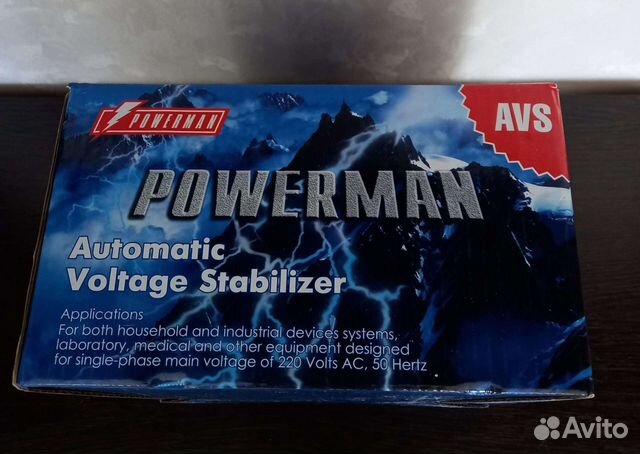 POWERMAN
AVS
POWERMAN
Automatic
Voltage Stabilizer
Applications
For both household and industrial devices systems,
laboratory, medical and other equipment designed
for single-phase main voltage of 220 Volts AC, 50 Hertz
Avito